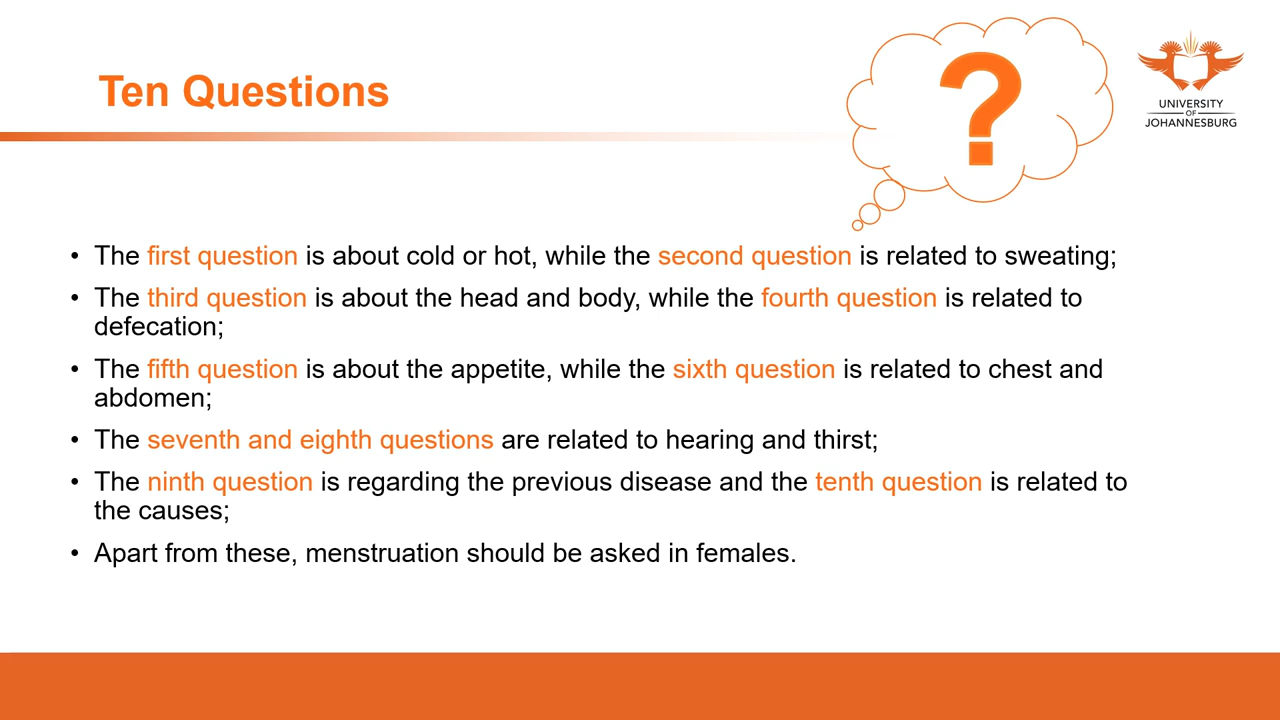 Ten Questions
?
UNIVERSITY
OF
JOHANNESBURG
• The first question is about cold or hot, while the second question is related to sweating;
• The third question is about the head and body, while the fourth question is related to
defecation;
• The fifth question is about the appetite, while the sixth question is related to chest and
abdomen;
• The seventh and eighth questions are related to hearing and thirst;
• The ninth question is regarding the previous disease and the tenth question is related to
the causes;
• Apart from these, menstruation should be asked in females.